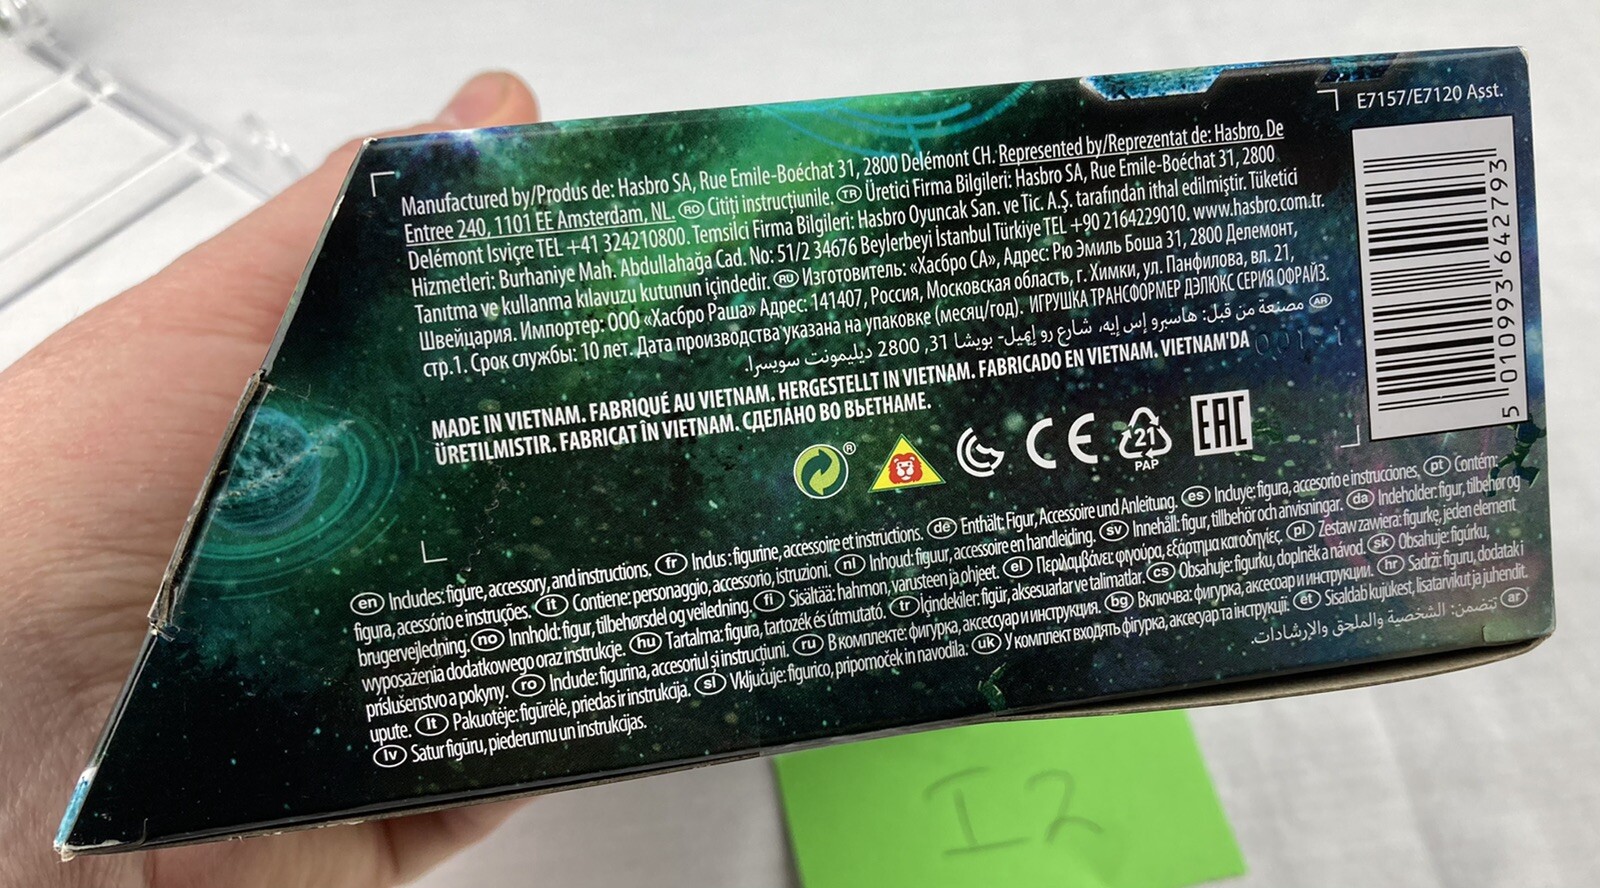 E7157/E7120 Asst.
Manufactured by/Produs de: Hasbro SA, Rue Emile-Boéchat 31, 2800 Delémont CH. Represented by/Reprezentat de: Hasbro, De
Entree 240, 1101 EE Amsterdam, NL. RO Citiți instrucțiunile. TR Üretici Firma Bilgileri: Hasbro SA, Rue Emile-Boéchat 31, 2800
Delémont Isviçre TEL +41 324210800. Temsilci Firma Bilgileri: Hasbro Oyuncak San. ve Tic. A.Ş. tarafından ithal edilmiştir. Tüketici
Hizmetleri: Burhaniye Mah. Abdullahağa Cad. No: 51/2 34676 Beylerbeyi İstanbul Türkiye TEL +90 2164229010. www.hasbro.com.tr.
Tanıtma ve kullanma kılavuzu kutunun içindedir. RU Изготовитель: «Хасбро СА», Адрес: Рю Эмиль Боша 31, 2800 Делемонт,
Швейцария. Импортер: ООО «Хасбро Раша» Адрес: 141407, Россия, Московская область, г. Химки, ул. Панфилова, вл. 21,
стр.1. Срок службы: 10 лет. Дата производства указана на упаковке (месяц/год). ИГРУШКА ТРАНСФОРМЕР ДЭЛЮКС СЕРИЯ ОФРАЙЗ.
AR مصنعة من قبل: هاسبرو إس إيه، شارع رو إيميل- بويشا 31, 2800 ديليمونت سويسرا.
MADE IN VIETNAM. FABRIQUÉ AU VIETNAM. HERGESTELLT IN VIETNAM. FABRICADO EN VIETNAM. VIETNAM'DA
ÜRETILMISTIR. FABRICAT ÎN VIETNAM. СДЕЛАНО ВО ВЬЕТНАМЕ.
® CE 21 PAP EAC
5 010993 642793
en Includes: figure, accessory, and instructions. fr Inclus : figurine, accessoire et instructions. de Enthält: Figur, Accessoire und Anleitung. es Incluye: figura, accesorio e instrucciones. pt Contém:
figura, acessório e instruções. it Contiene: personaggio, accessorio, istruzioni. nl Inhoud: figuur, accessoire en handleiding. sv Innehåll: figur, tillbehör och anvisningar. da Indeholder: figur, tilbehør og
brugervejledning. no Innhold: figur, tilbehørsdel og veiledning. fi Sisältää: hahmon, varusteen ja ohjeet. el Περιλαμβάνει: φιγούρα, εξάρτημα και οδηγίες. pl Zestaw zawiera: figurkę, jeden element
wyposażenia dodatkowego oraz instrukcje. hu Tartalma: figura, tartozék és útmutató. tr İçindekiler: figür, aksesuarlar ve talimatlar. cs Obsahuje: figurku, doplněk a návod. sk Obsahuje: figúrku,
príslušenstvo a pokyny. ro Include: figurina, accesoriul și instrucțiuni. ru В комплекте: фигурка, аксессуар и инструкция. bg Включва: фигурка, аксесоар и инструкции. hr Sadrži: figuru, dodatak i
upute. lt Pakuotėje: figūrėlė, priedas ir instrukcija. sl Vključuje: figurico, pripomoček in navodila. uk У комплект входять фігурка, аксесуар та інструкції. et Sisaldab kujukest, lisatarvikut ja juhendit.
lv Satur figūru, piederumu un instrukcijas. ar تتضمن: الشخصية والملحق والإرشادات.
I2